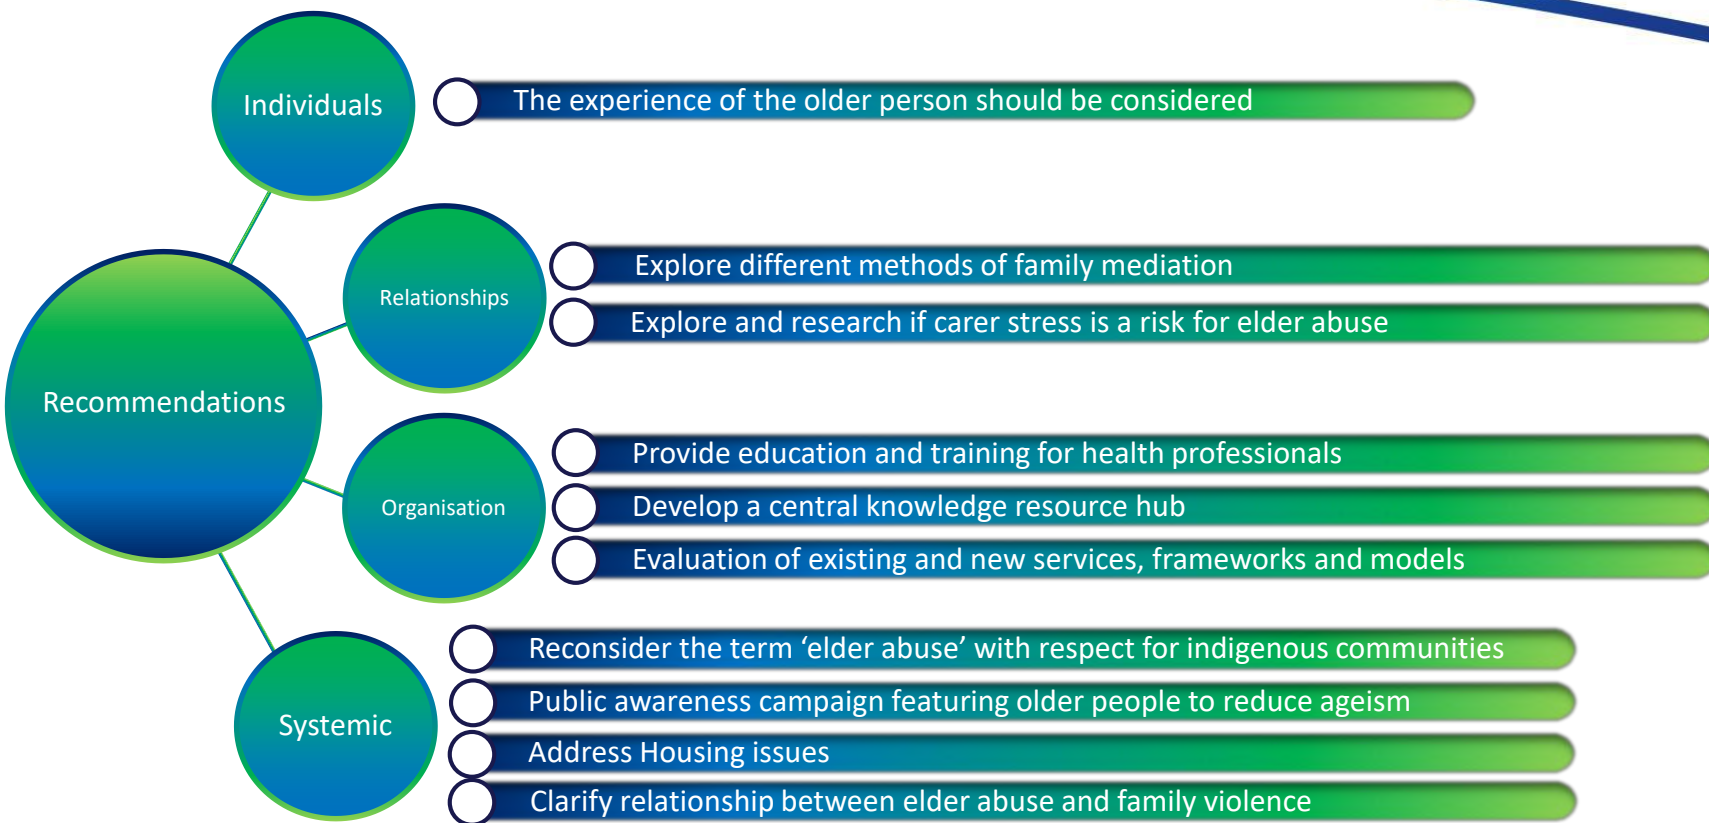 Individuals
The experience of the older person should be considered
Relationships
Explore different methods of family mediation
Explore and research if carer stress is a risk for elder abuse
Recommendations
Organisation
Provide education and training for health professionals
Develop a central knowledge resource hub
Evaluation of existing and new services, frameworks and models
Systemic
Reconsider the term ‘elder abuse’ with respect for indigenous communities
Public awareness campaign featuring older people to reduce ageism
Address Housing issues
Clarify relationship between elder abuse and family violence